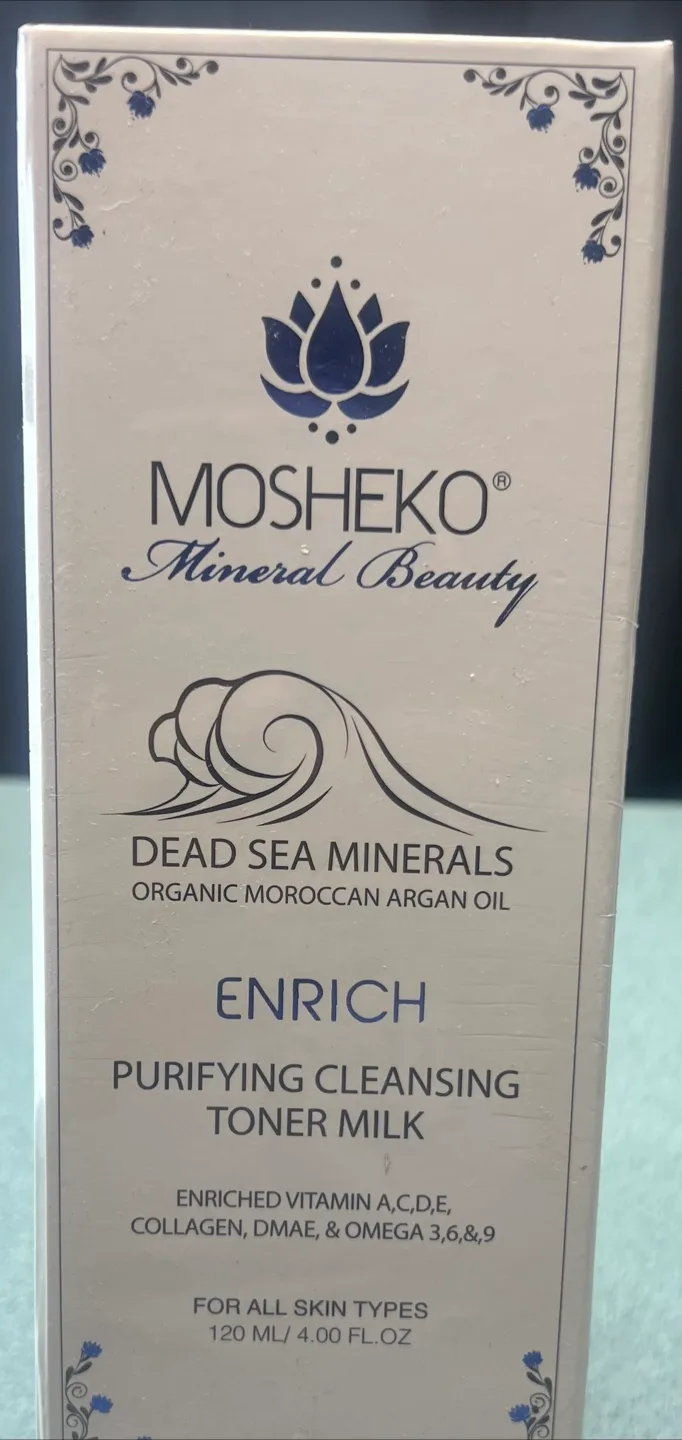 MOSHEKO®
Mineral Beauty
DEAD SEA MINERALS
ORGANIC MOROCCAN ARGAN OIL
ENRICH
PURIFYING CLEANSING
TONER MILK
ENRICHED VITAMIN A,C,D,E,
COLLAGEN, DMAE, & OMEGA 3,6,&,9
FOR ALL SKIN TYPES
120 ML/ 4.00 FL.OZ